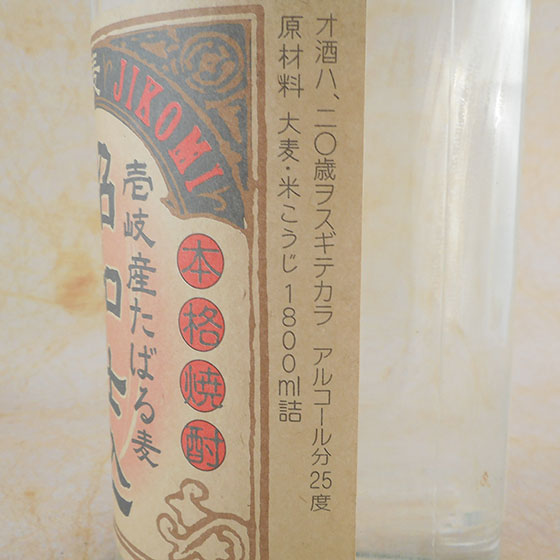 オ酒ハ、二〇歳ヲスギテカラ アルコール分25度
原材料 大麦・米こうじ 1800ml詰
JIKOMI
本格焼酎
壱岐産たばる麦